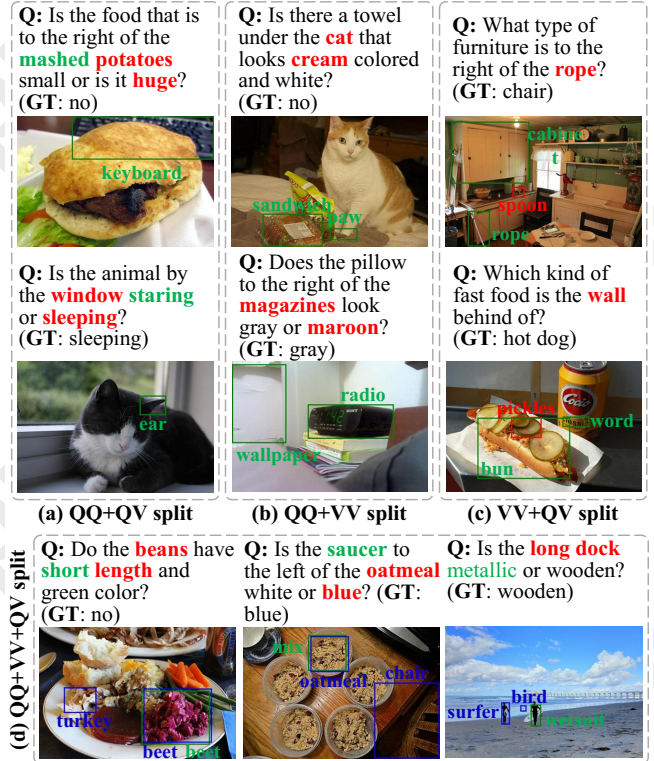 Q: Is the food that is
to the right of the
mashed potatoes
small or is it huge?
(GT: no)
keyboard
Q: Is the animal by
the window staring
or sleeping?
(GT: sleeping)
ear
(a) QQ+QV split
Q: Is there a towel
under the cat that
looks cream colored
and white?
(GT: no)
sandwich
paw
Q: Does the pillow
to the right of the
magazines look
gray or maroon?
(GT: gray)
radio
SONY
wallpaper
(b) QQ+VV split
Q: What type of
furniture is to the
right of the rope?
(GT: chair)
cabine
t
spoon
rope
Q: Which kind of
fast food is the wall
behind of?
(GT: hot dog)
Cocio
pickles
word
bun
(c) VV+QV split
(d) QQ+VV+QV split
Q: Do the beans have
short length and
green color?
(GT: no)
turkey
beet beet
Q: Is the saucer to
the left of the oatmeal
white or blue? (GT:
blue)
mix
oatmeal
chair
Q: Is the long dock
metallic or wooden?
(GT: wooden)
bird
surfer
wetsuit